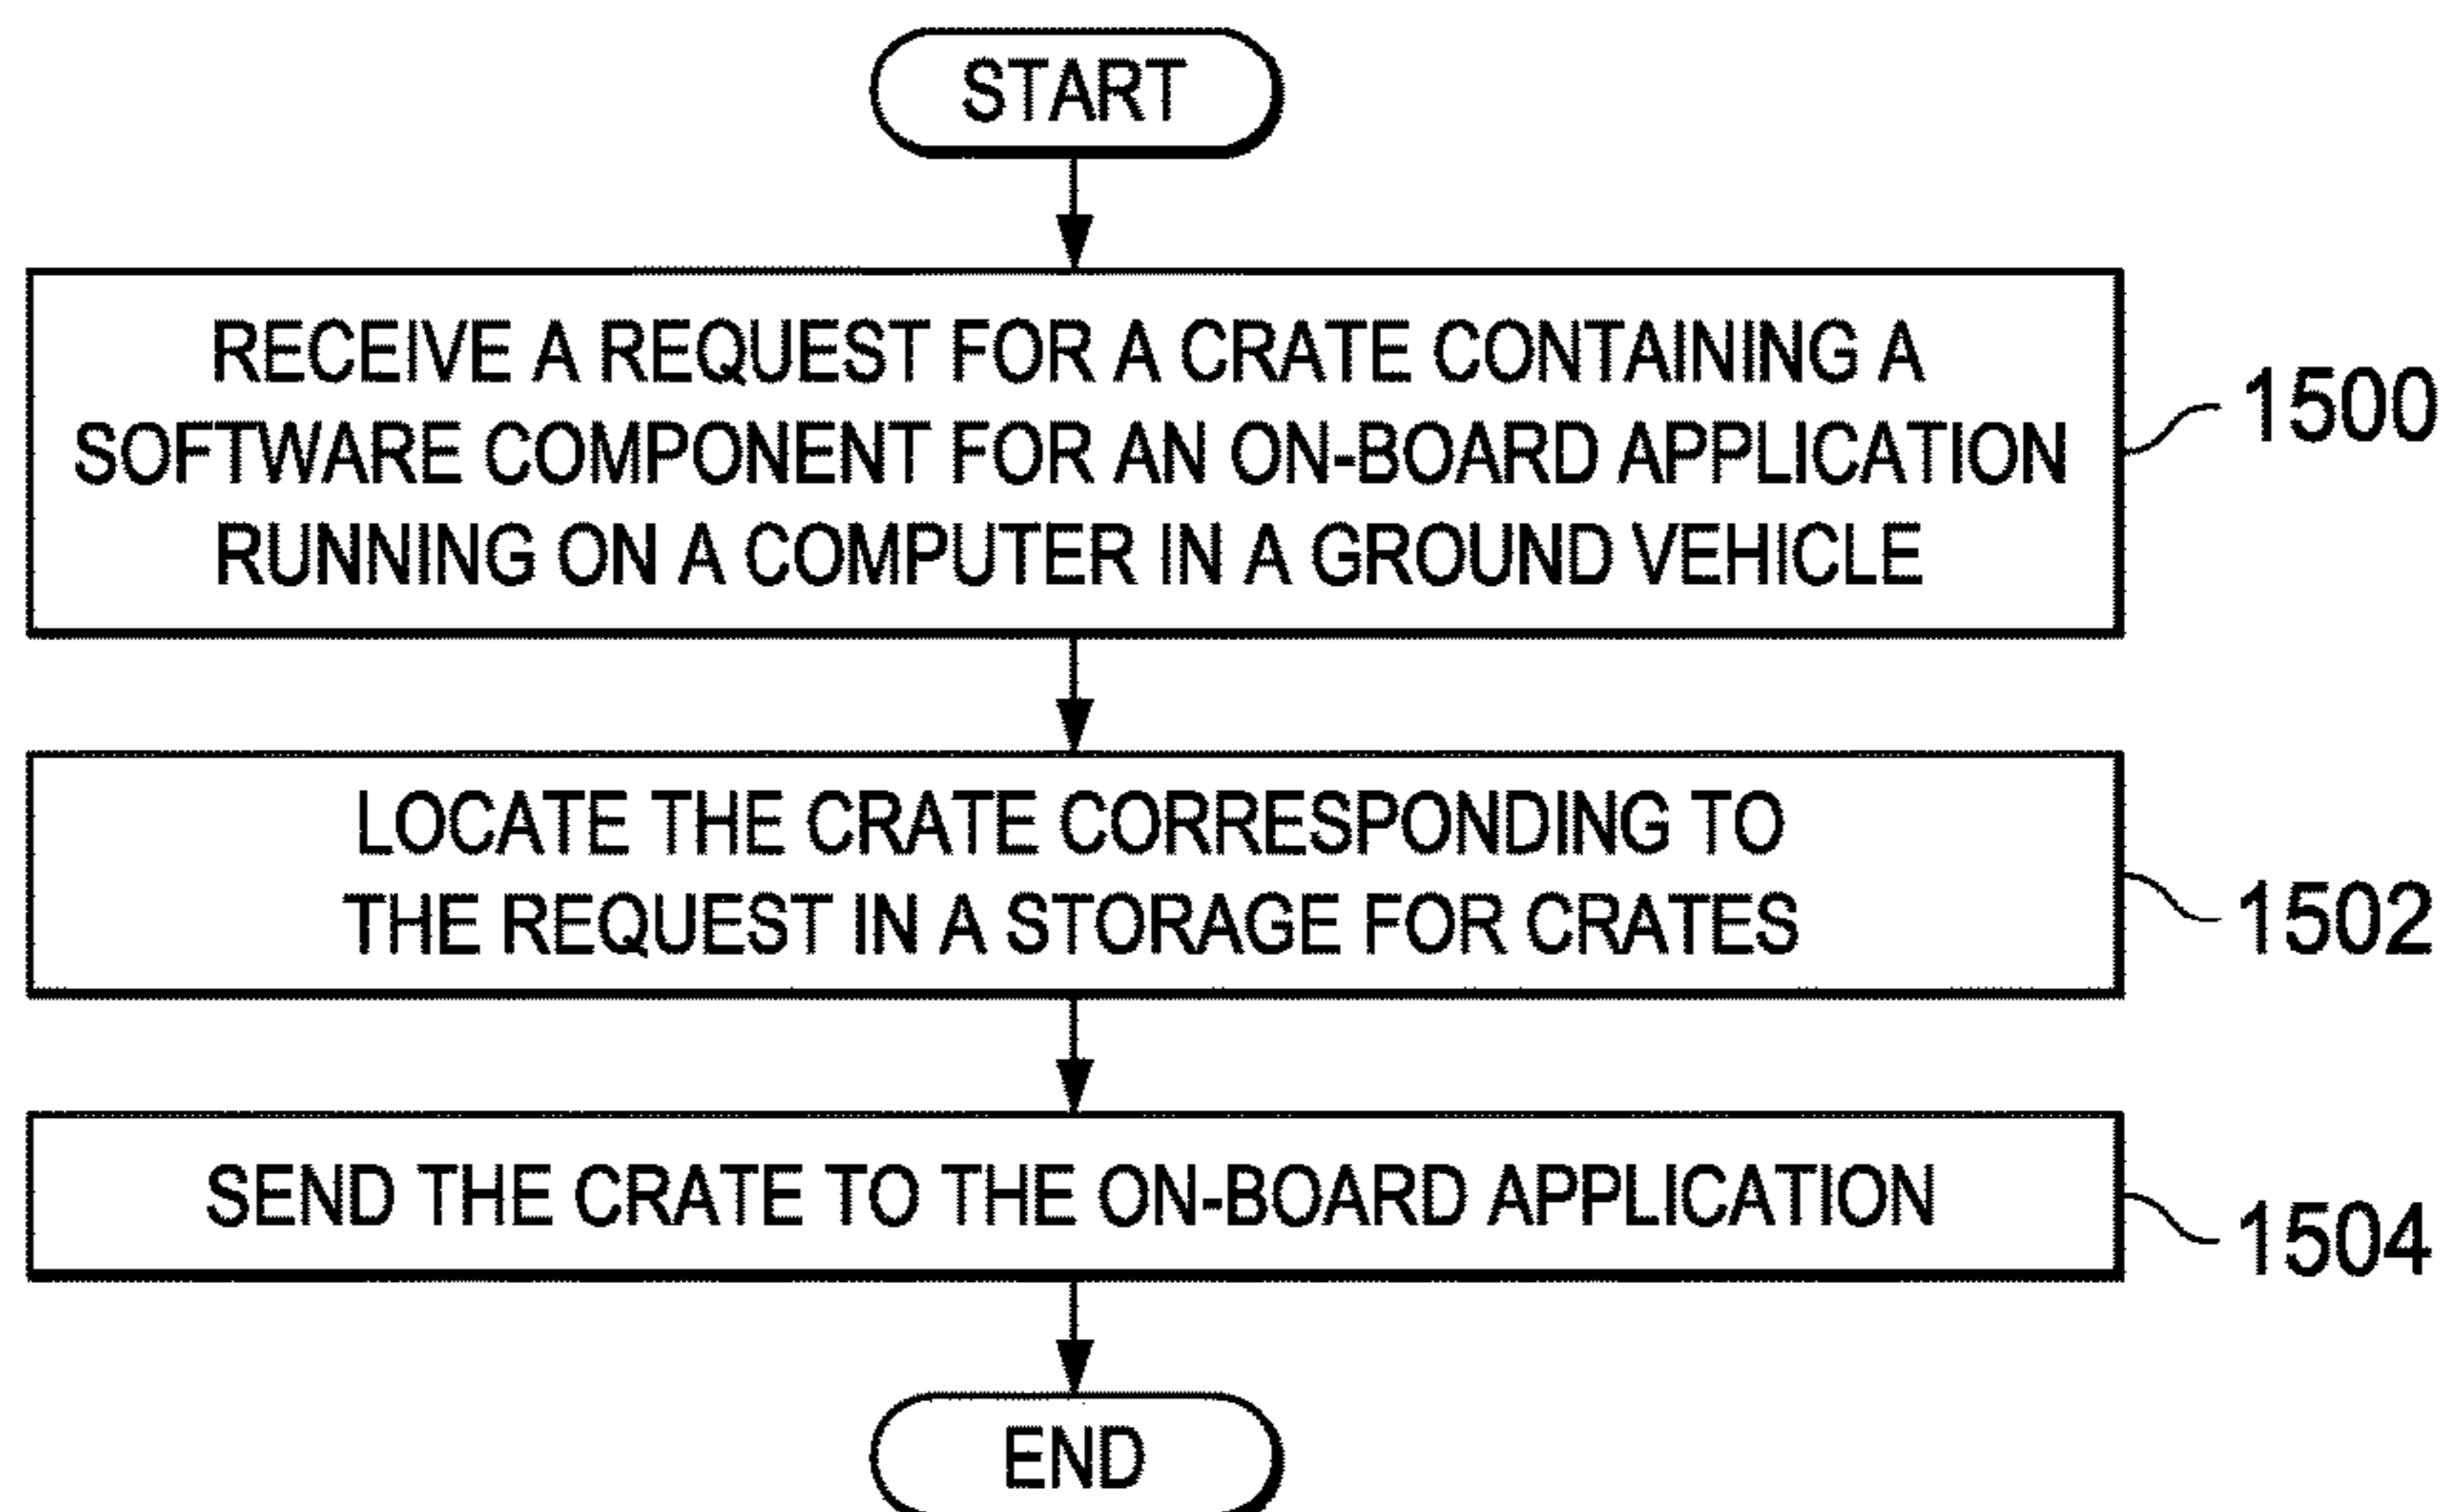 START
RECEIVE A REQUEST FOR A CRATE CONTAINING A
SOFTWARE COMPONENT FOR AN ON-BOARD APPLICATION
RUNNING ON A COMPUTER IN A GROUND VEHICLE
1500
LOCATE THE CRATE CORRESPONDING TO
THE REQUEST IN A STORAGE FOR CRATES
1502
SEND THE CRATE TO THE ON-BOARD APPLICATION
1504
END